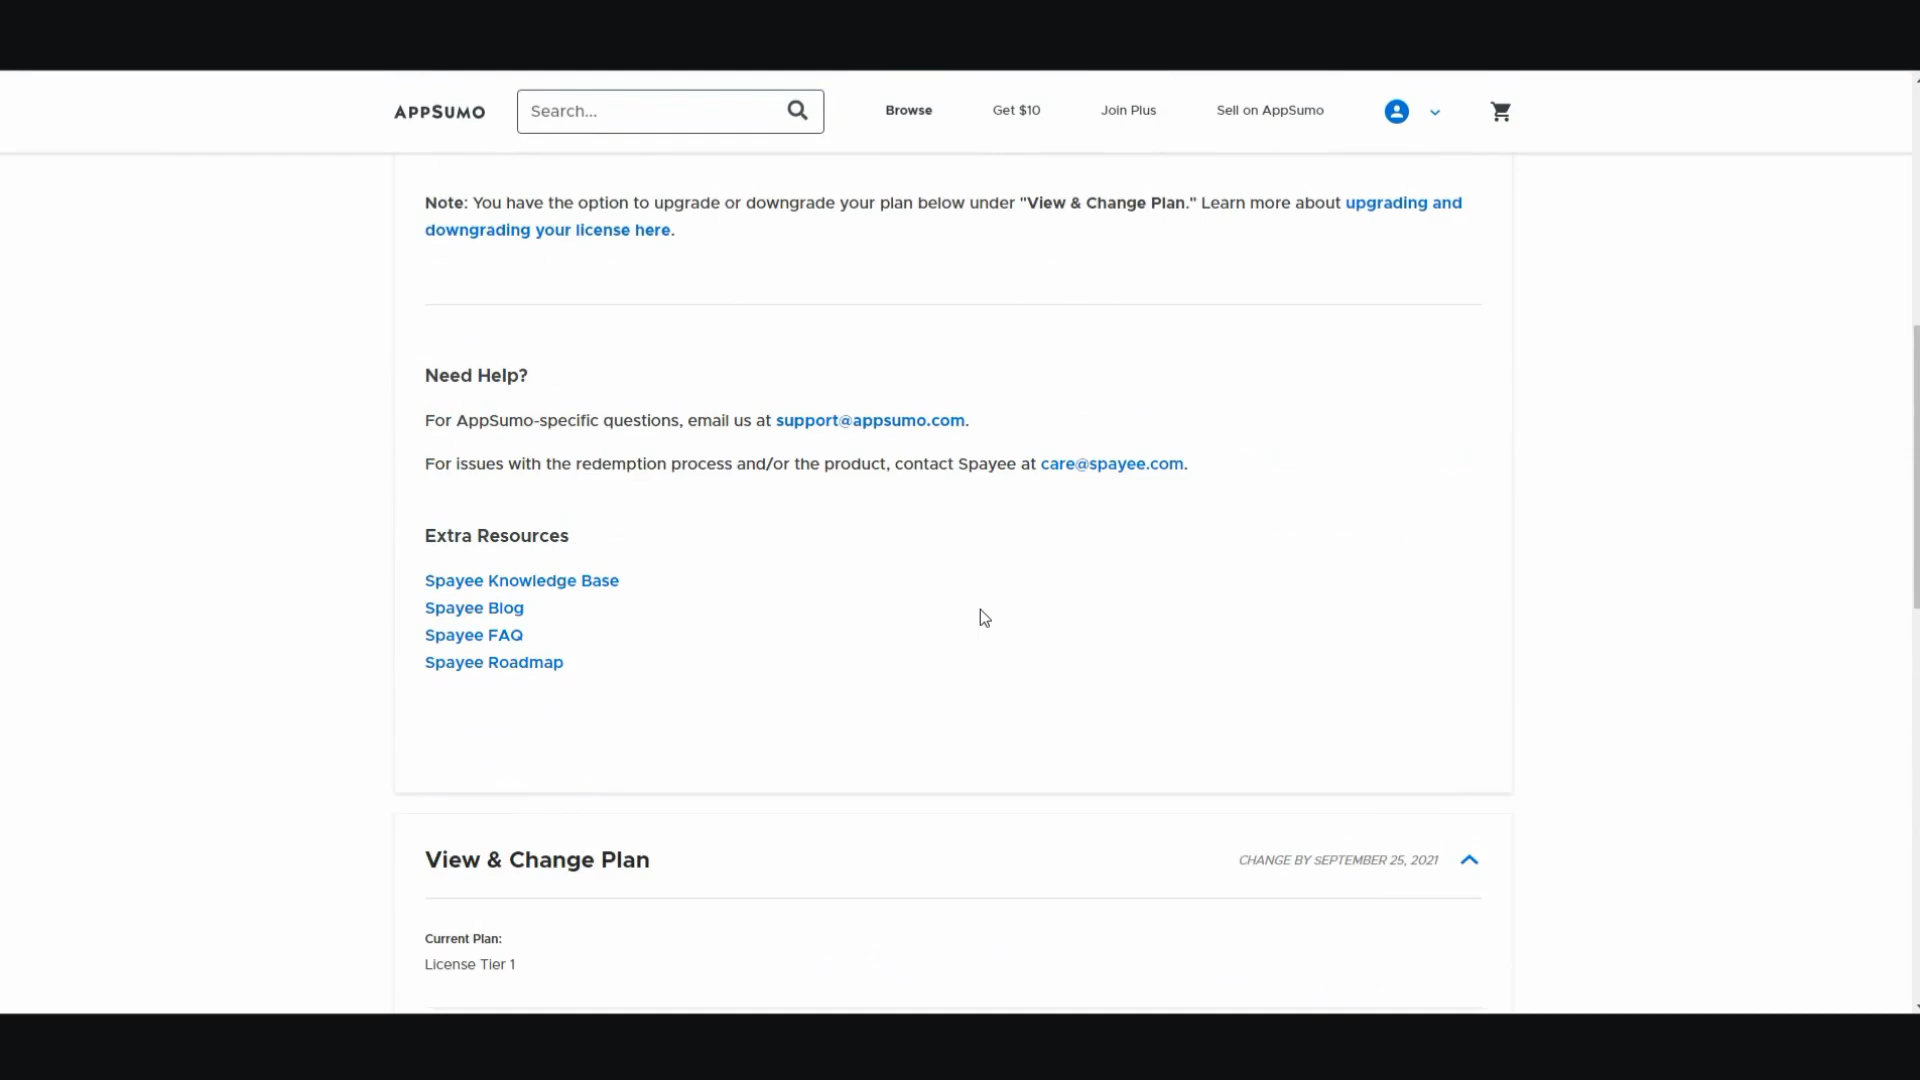 APPSUMO
Search...
Browse
Get $10
Join Plus
Sell on AppSumo
Note: You have the option to upgrade or downgrade your plan below under "View & Change Plan." Learn more about upgrading and
downgrading your license here.
Need Help?
For AppSumo-specific questions, email us at support@appsumo.com.
For issues with the redemption process and/or the product, contact Spayee at care@spayee.com.
Extra Resources
Spayee Knowledge Base
Spayee Blog
Spayee FAQ
Spayee Roadmap
View & Change Plan
CHANGE BY SEPTEMBER 25, 2021
Current Plan:
License Tier 1